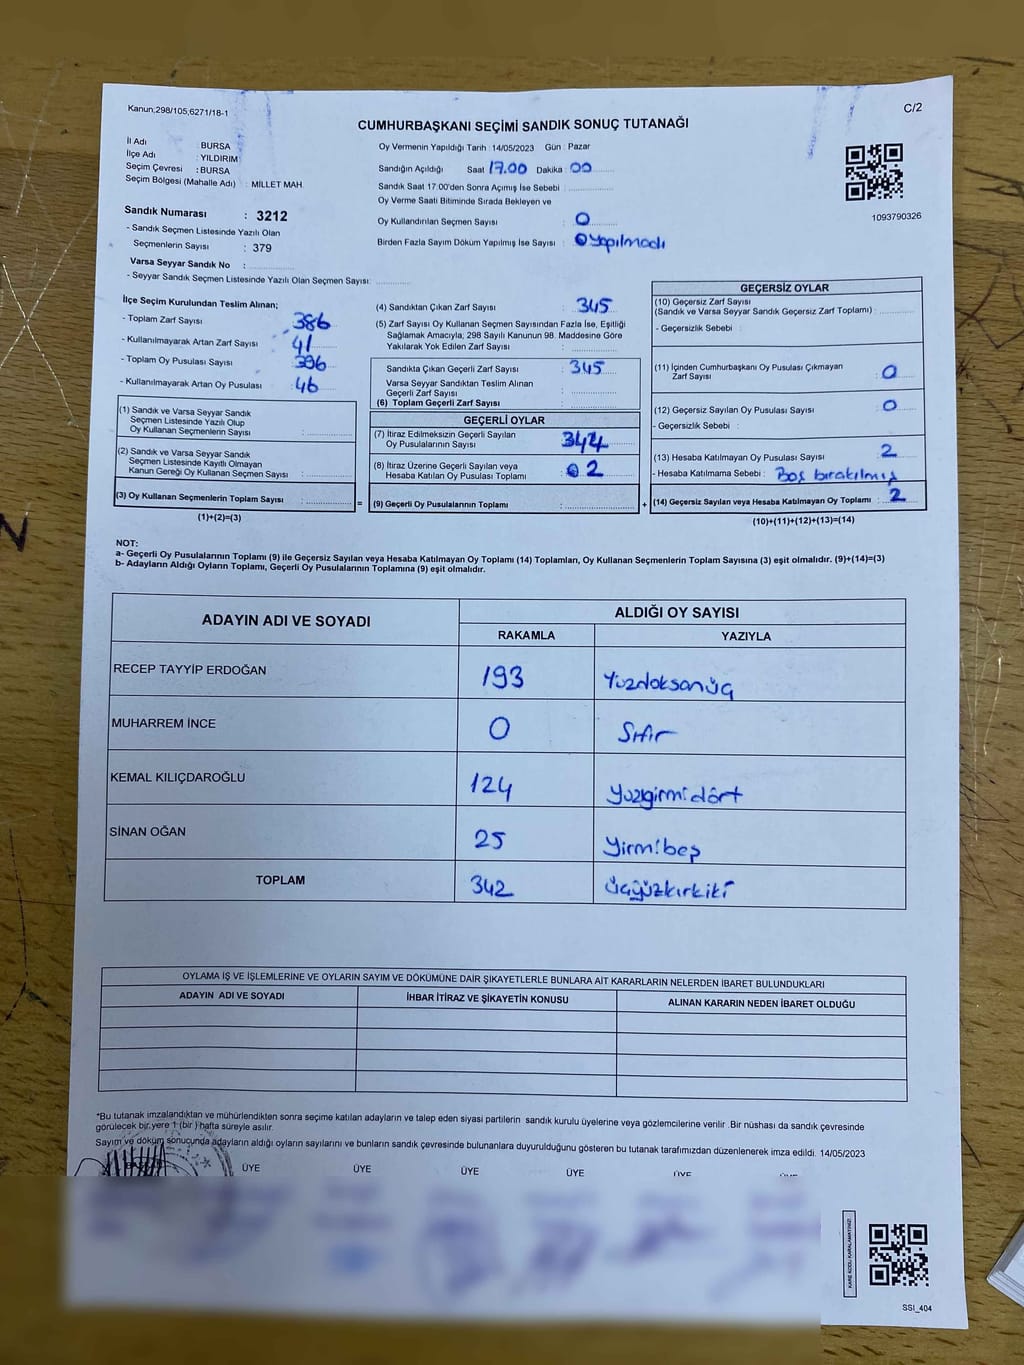 Kanun;298/105;6271/18-1
C/2
CUMHURBAŞKANI SEÇİMİ SANDIK SONUÇ TUTANAĞI
İl Adı : BURSA
İlçe Adı : YILDIRIM
Seçim Çevresi : BURSA
Seçim Bölgesi (Mahalle Adı) : MİLLET MAH.
Oy Vermenin Yapıldığı Tarih : 14/05/2023 Gün : Pazar
Sandığın Açıldığı Saat 17.00 Dakika : 00
Sandık Saat 17:00'den Sonra Açımış İse Sebebi :
Oy Verme Saati Bitiminde Sırada Bekleyen ve
Oy Kullandırılan Seçmen Sayısı : 0
Birden Fazla Sayım Döküm Yapılmış İse Sayısı : yapılmadı
1093790326
Sandık Numarası : 3212
- Sandık Seçmen Listesinde Yazılı Olan
Seçmenlerin Sayısı : 379
Varsa Seyyar Sandık No :
- Seyyar Sandık Seçmen Listesinde Yazılı Olan Seçmen Sayısı:
İlçe Seçim Kurulundan Teslim Alınan;
- Toplam Zarf Sayısı : 386
- Kullanılmayarak Artan Zarf Sayısı : 41
- Toplam Oy Pusulası Sayısı :
- Kullanılmayarak Artan Oy Pusulası : 46
(1) Sandık ve Varsa Seyyar Sandık
Seçmen Listesinde Yazılı Olup
Oy Kullanan Seçmenlerin Sayısı :
(2) Sandık ve Varsa Seyyar Sandık
Seçmen Listesinde Kayıtlı Olmayan
Kanun Gereği Oy Kullanan Seçmen Sayısı :
(3) Oy Kullanan Seçmenlerin Toplam Sayısı : =
(1)+(2)=(3)
(4) Sandıktan Çıkan Zarf Sayısı : 345
(5) Zarf Sayısı Oy Kullanan Seçmen Sayısından Fazla İse, Eşitliği
Sağlamak Amacıyla; 298 Sayılı Kanunun 98. Maddesine Göre
Yakılarak Yok Edilen Zarf Sayısı :
Sandıkta Çıkan Geçerli Zarf Sayısı : 345
Varsa Seyyar Sandıktan Teslim Alınan
Geçerli Zarf Sayısı :
(6) Toplam Geçerli Zarf Sayısı :
GEÇERLİ OYLAR
(7) İtiraz Edilmeksizin Geçerli Sayılan
Oy Pusulalarının Sayısı :
(8) İtiraz Üzerine Geçerli Sayılan veya
Hesaba Katılan Oy Pusulaları Toplamı : 2
(9) Geçerli Oy Pusulalarının Toplamı : +
GEÇERSİZ OYLAR
(10) Geçersiz Zarf Sayısı
(Sandık ve Varsa Seyyar Sandık Geçersiz Zarf Toplamı) :
- Geçersizlik Sebebi :
(11) İçinden Cumhurbaşkanı Oy Pusulası Çıkmayan
Zarf Sayısı : 0
(12) Geçersiz Sayılan Oy Pusulası Sayısı : 0
- Geçersizlik Sebebi :
(13) Hesaba Katılmayan Oy Pusulası Sayısı : 2
- Hesaba Katılmama Sebebi : Boş bırakılmış
(14) Geçersiz Sayılan veya Hesaba Katılmayan Oy Toplamı : 2
(10)+(11)+(12)+(13)=(14)
NOT:
a- Geçerli Oy Pusulalarının Toplamı (9) ile Geçersiz Sayılan veya Hesaba Katılmayan Oy Toplamı (14) Toplamları, Oy Kullanan Seçmenlerin Toplam Sayısına (3) eşit olmalıdır. (9)+(14)=(3)
b- Adayların Aldığı Oyların Toplamı, Geçerli Oy Pusulalarının Toplamına (9) eşit olmalıdır.
ADAYIN ADI VE SOYADI
ALDIĞI OY SAYISI
RAKAMLA YAZIYLA
RECEP TAYYİP ERDOĞAN 193 Yüzdoksanüç
MUHARREM İNCE 0 Sıfır
KEMAL KILIÇDAROĞLU 124 yüzyirmidört
SİNAN OĞAN 25 Yirmibeş
TOPLAM 342 üçyüzkırkiki
OYLAMA İŞ VE İŞLEMLERİNE VE OYLARIN SAYIM VE DÖKÜMÜNE DAİR ŞİKAYETLERLE BUNLARA AİT KARARLARIN NELERDEN İBARET BULUNDUKLARI
ADAYIN ADI VE SOYADI İHBAR İTİRAZ VE ŞİKAYETİN KONUSU ALINAN KARARIN NEDEN İBARET OLDUĞU
*Bu tutanak imzalandıktan ve mühürlendikten sonra seçime katılan adayların ve talep eden siyasi partilerin sandık kurulu üyelerine veya gözlemcilerine verilir .Bir nüshası da sandık çevresinde
görülecek bir yere 1 (bir ) hafta süreyle asılır.
Sayım ve döküm sonucunda adayların aldığı oyların sayılarını ve bunların sandık çevresinde bulunanlara duyurulduğunu gösteren bu tutanak tarafımızdan düzenlenerek imza edildi. 14/05/2023
ÜYE ÜYE ÜYE ÜYE ÜYE
KARE KODU KARALAMAYINIZ!
SSI_404